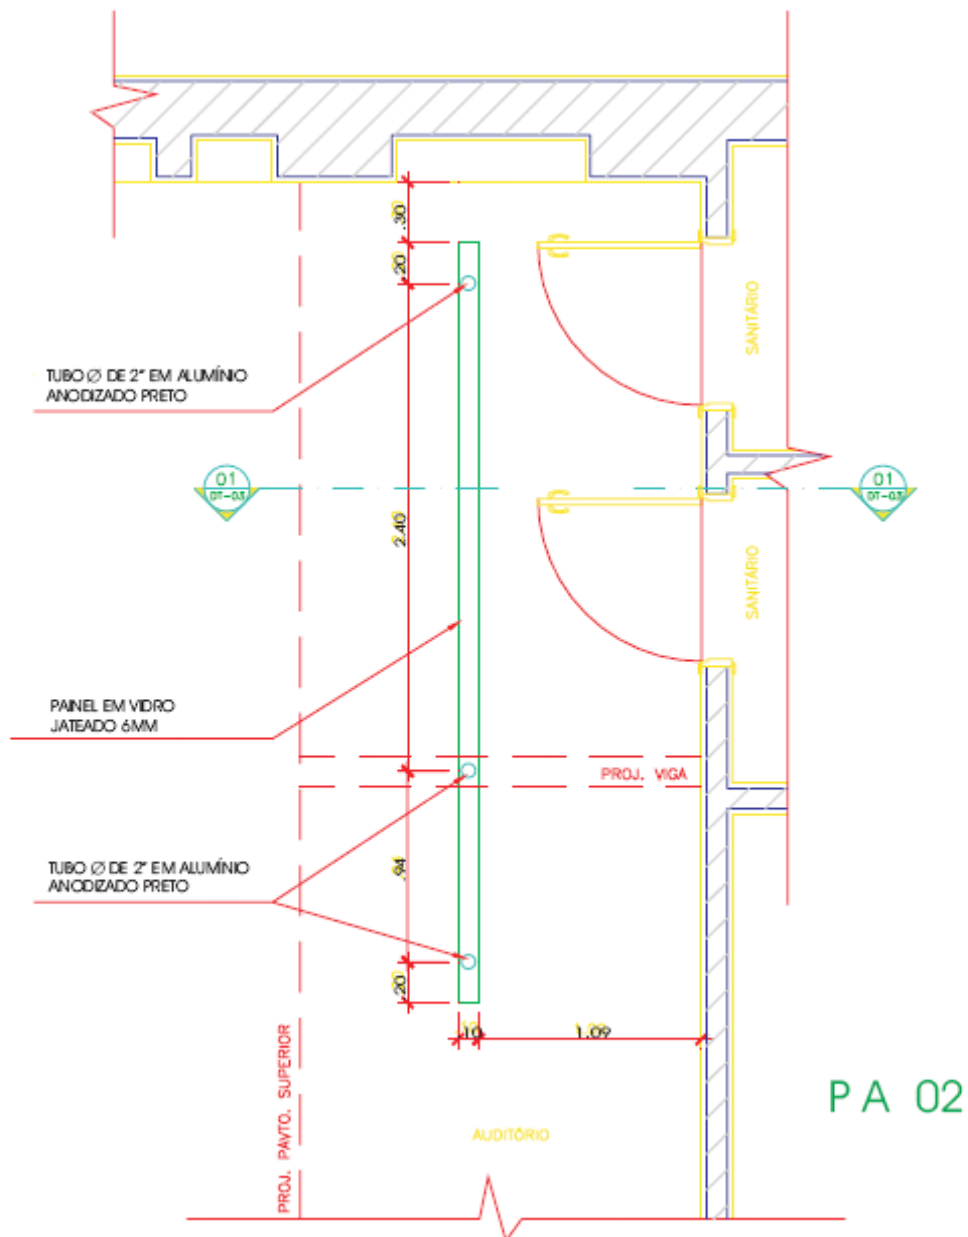 .30
.20
SANITÁRIO
TUBO Ø DE 2" EM ALUMÍNIO
ANODIZADO PRETO
01
DT-03
01
DT-03
2.40
SANITÁRIO
PAINEL EM VIDRO
JATEADO 6MM
PROJ. VIGA
TUBO Ø DE 2" EM ALUMÍNIO
ANODIZADO PRETO
.94
.20
.10
1.09
PROJ. PAVTO. SUPERIOR
PA 02
AUDITÓRIO